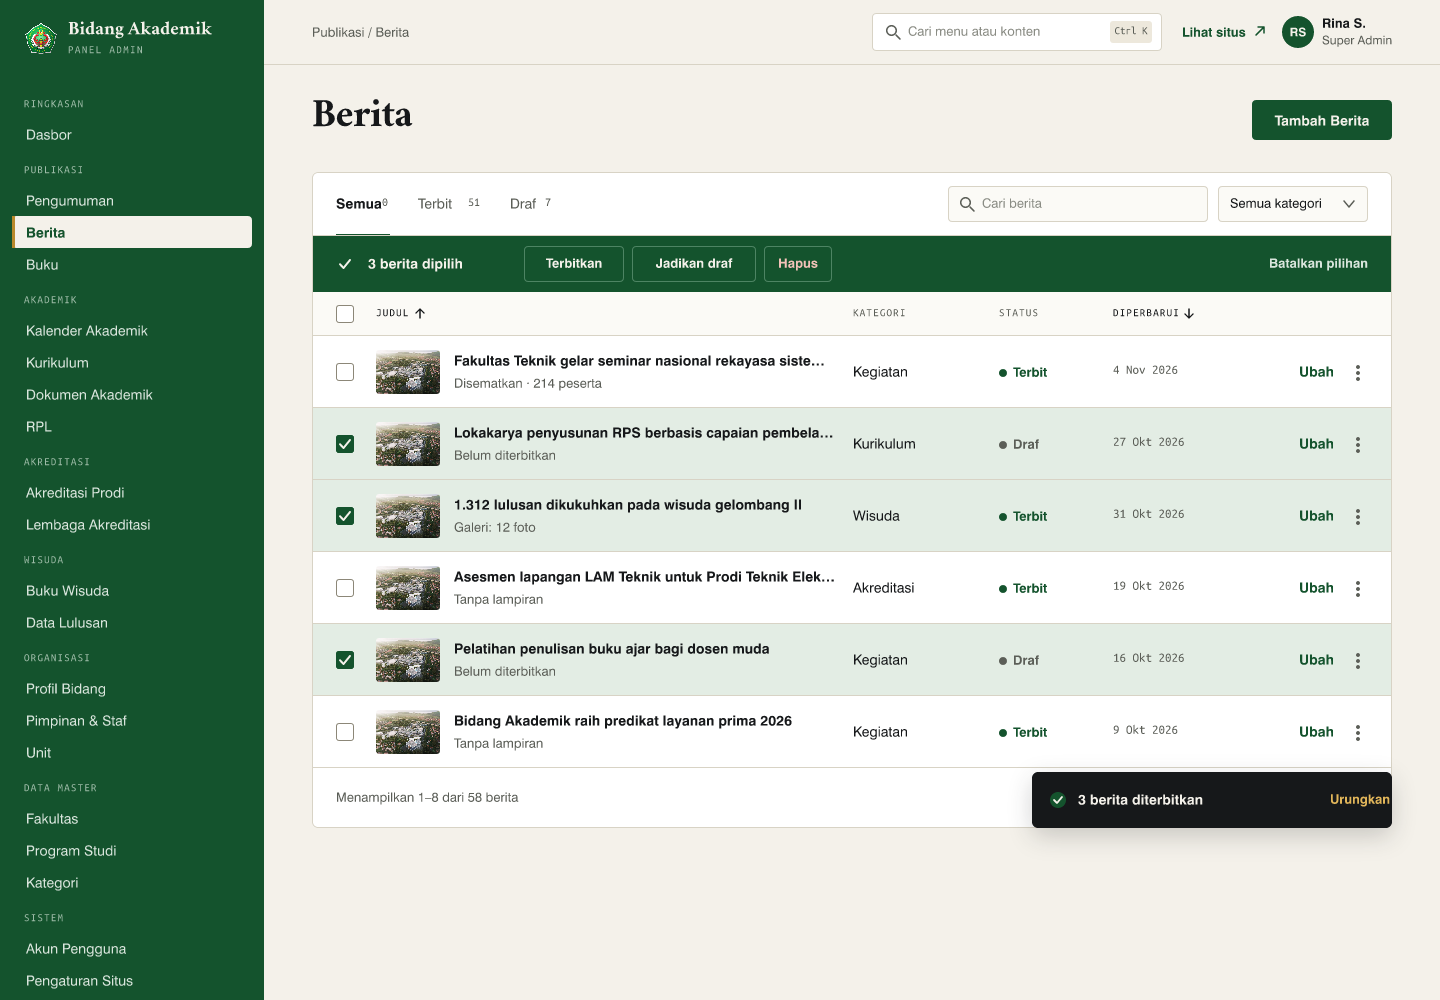 Bidang Akademik
PANEL ADMIN
RINGKASAN
Dasbor
PUBLIKASI
Pengumuman
Berita
Buku
AKADEMIK
Kalender Akademik
Kurikulum
Dokumen Akademik
RPL
AKREDITASI
Akreditasi Prodi
Lembaga Akreditasi
WISUDA
Buku Wisuda
Data Lulusan
ORGANISASI
Profil Bidang
Pimpinan & Staf
Unit
DATA MASTER
Fakultas
Program Studi
Kategori
SISTEM
Akun Pengguna
Pengaturan Situs
Publikasi / Berita
Cari menu atau konten Ctrl K
Lihat situs
RS
Rina S.
Super Admin
Berita
Tambah Berita
Semua 0 Terbit 51 Draf 7
Cari berita
Semua kategori
3 berita dipilih Terbitkan Jadikan draf Hapus Batalkan pilihan
JUDUL KATEGORI STATUS DIPERBARUI
Fakultas Teknik gelar seminar nasional rekayasa siste...
Disematkan · 214 peserta
Kegiatan Terbit 4 Nov 2026 Ubah
Lokakarya penyusunan RPS berbasis capaian pembela...
Belum diterbitkan
Kurikulum Draf 27 Okt 2026 Ubah
1.312 lulusan dikukuhkan pada wisuda gelombang II
Galeri: 12 foto
Wisuda Terbit 31 Okt 2026 Ubah
Asesmen lapangan LAM Teknik untuk Prodi Teknik Elek...
Tanpa lampiran
Akreditasi Terbit 19 Okt 2026 Ubah
Pelatihan penulisan buku ajar bagi dosen muda
Belum diterbitkan
Kegiatan Draf 16 Okt 2026 Ubah
Bidang Akademik raih predikat layanan prima 2026
Tanpa lampiran
Kegiatan Terbit 9 Okt 2026 Ubah
Menampilkan 1–8 dari 58 berita
3 berita diterbitkan Urungkan